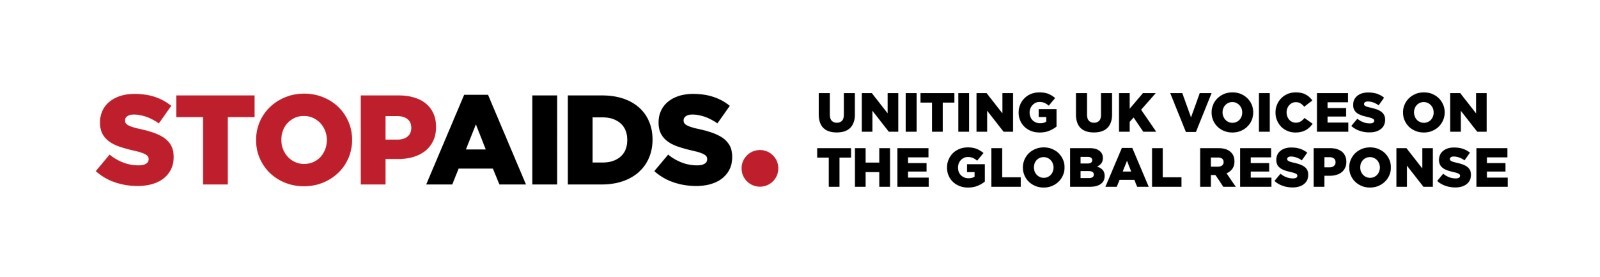 STOPAIDS.
UNITING UK VOICES ON
THE GLOBAL RESPONSE